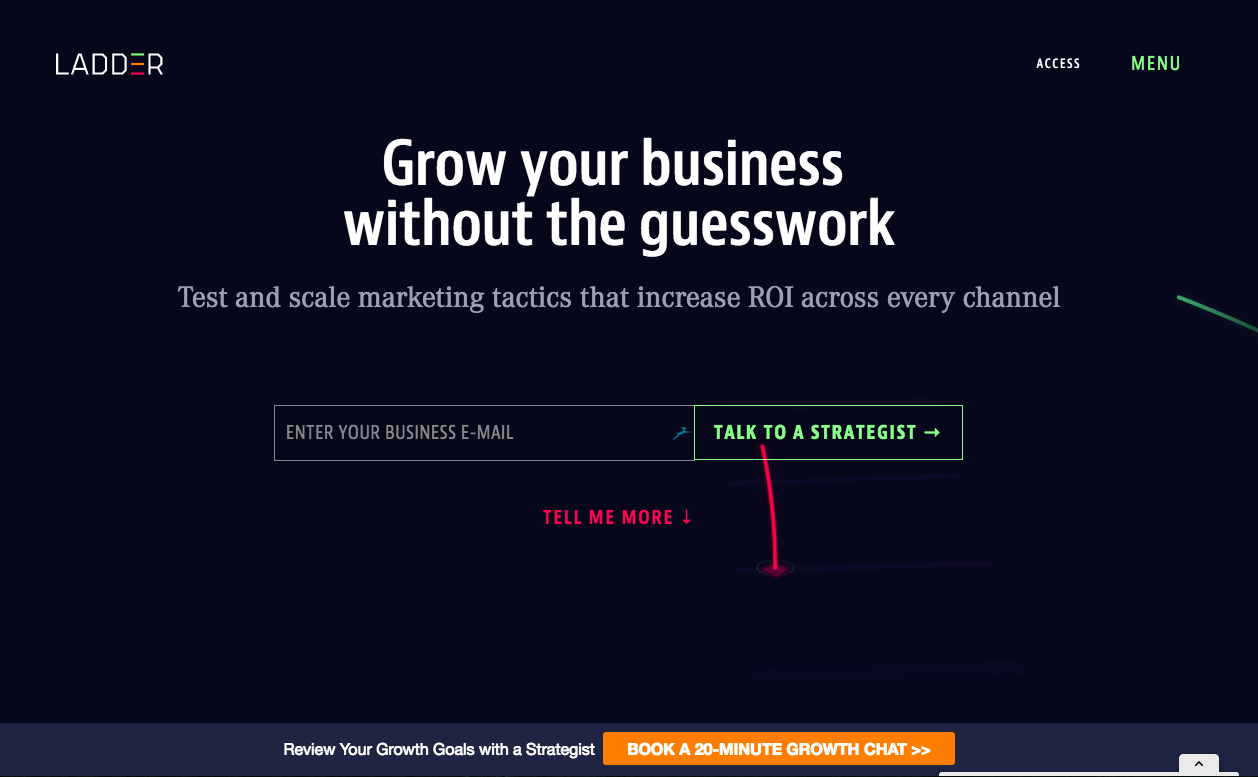 LADDER
ACCESS
MENU
Grow your business
without the guesswork
Test and scale marketing tactics that increase ROI across every channel
ENTER YOUR BUSINESS E-MAIL
TALK TO A STRATEGIST →
TELL ME MORE ↓
Review Your Growth Goals with a Strategist
BOOK A 20-MINUTE GROWTH CHAT >>